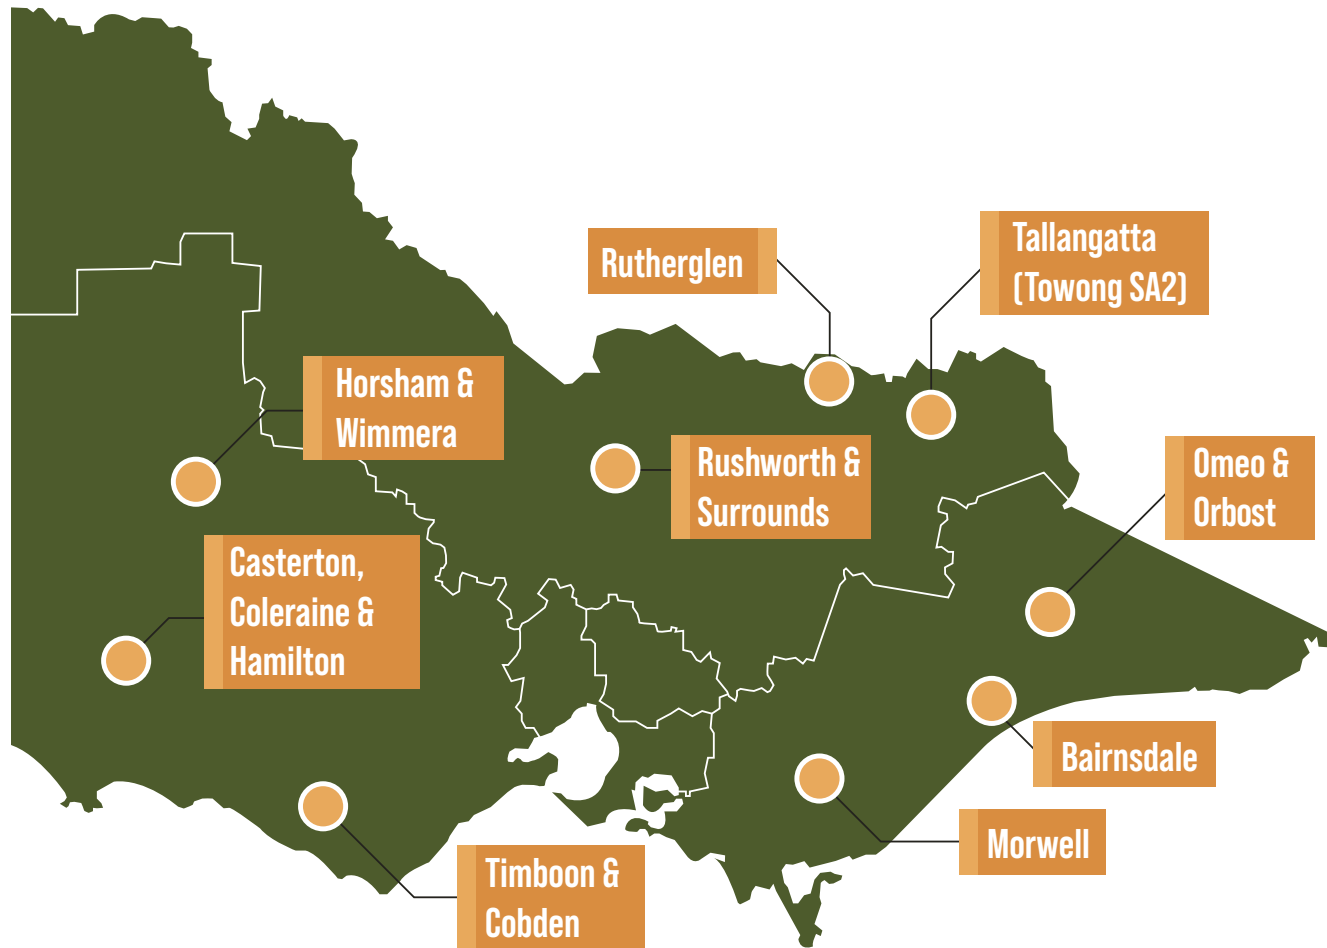 Rutherglen
Tallangatta
(Towong SA2)
Horsham &
Wimmera
Rushworth &
Surrounds
Omeo &
Orbost
Casterton,
Coleraine &
Hamilton
Bairnsdale
Morwell
Timboon &
Cobden